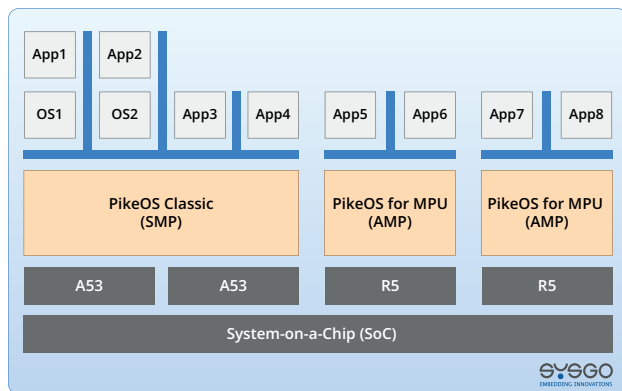 App1
App2
OS1
OS2
App3
App4
App5
App6
App7
App8
PikeOS Classic
(SMP)
PikeOS for MPU
(AMP)
PikeOS for MPU
(AMP)
A53
A53
R5
R5
System-on-a-Chip (SoC)
SYSGO
EMBEDDING INNOVATIONS